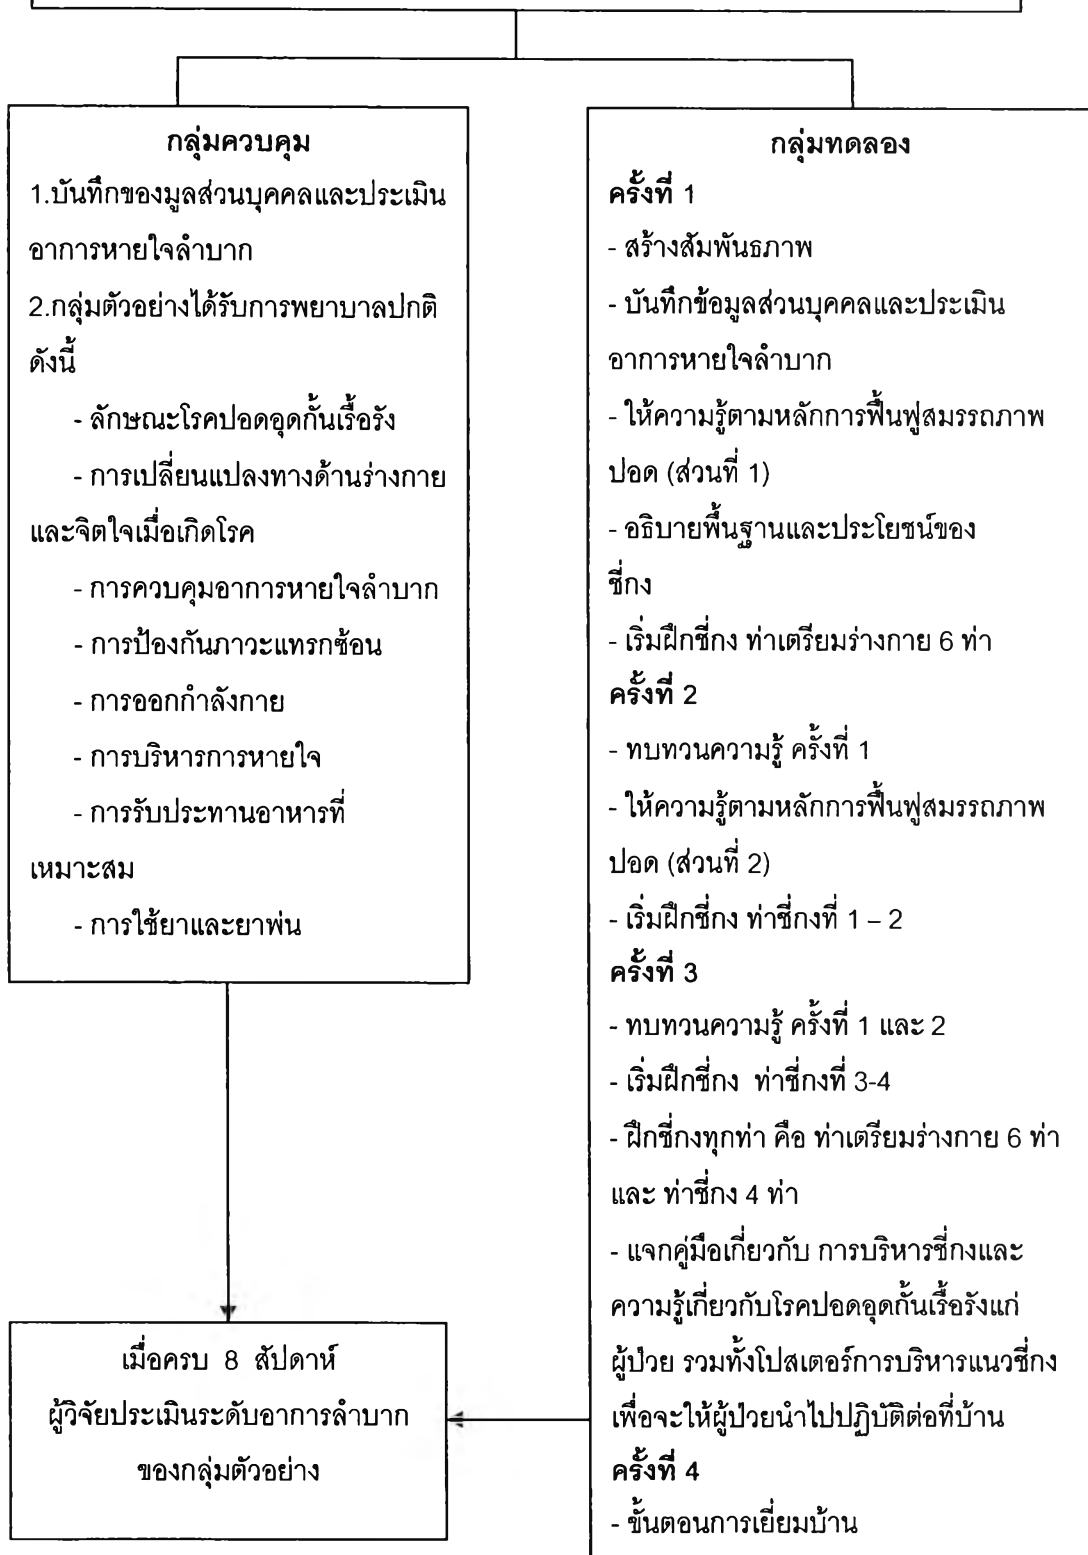 กลุ่มควบคุม
1.บันทึกของมูลส่วนบุคคลและประเมิน
อาการหายใจลำบาก
2.กลุ่มตัวอย่างได้รับการพยาบาลปกติ
ดังนี้
- ลักษณะโรคปอดอุดกั้นเรื้อรัง
- การเปลี่ยนแปลงทางด้านร่างกาย
และจิตใจเมื่อเกิดโรค
- การควบคุมอาการหายใจลำบาก
- การป้องกันภาวะแทรกซ้อน
- การออกกำลังกาย
- การบริหารการหายใจ
- การรับประทานอาหารที่
เหมาะสม
- การใช้ยาและยาพ่น
กลุ่มทดลอง
ครั้งที่ 1
- สร้างสัมพันธภาพ
- บันทึกข้อมูลส่วนบุคคลและประเมิน
อาการหายใจลำบาก
- ให้ความรู้ตามหลักการฟื้นฟูสมรรถภาพ
ปอด (ส่วนที่ 1)
- อธิบายพื้นฐานและประโยชน์ของ
ชี่กง
- เริ่มฝึกชี่กง ท่าเตรียมร่างกาย 6 ท่า
ครั้งที่ 2
- ทบทวนความรู้ ครั้งที่ 1
- ให้ความรู้ตามหลักการฟื้นฟูสมรรถภาพ
ปอด (ส่วนที่ 2)
- เริ่มฝึกชี่กง ท่าชี่กงที่ 1 – 2
ครั้งที่ 3
- ทบทวนความรู้ ครั้งที่ 1 และ 2
- เริ่มฝึกชี่กง ท่าชี่กงที่ 3-4
- ฝึกชี่กงทุกท่า คือ ท่าเตรียมร่างกาย 6 ท่า
และ ท่าชี่กง 4 ท่า
- แจกคู่มือเกี่ยวกับ การบริหารชี่กงและ
ความรู้เกี่ยวกับโรคปอดอุดกั้นเรื้อรังแก่
ผู้ป่วย รวมทั้งโปสเตอร์การบริหารแนวชี่กง
เพื่อจะให้ผู้ป่วยนำไปปฏิบัติต่อที่บ้าน
ครั้งที่ 4
- ขั้นตอนการเยี่ยมบ้าน
เมื่อครบ 8 สัปดาห์
ผู้วิจัยประเมินระดับอาการลำบาก
ของกลุ่มตัวอย่าง